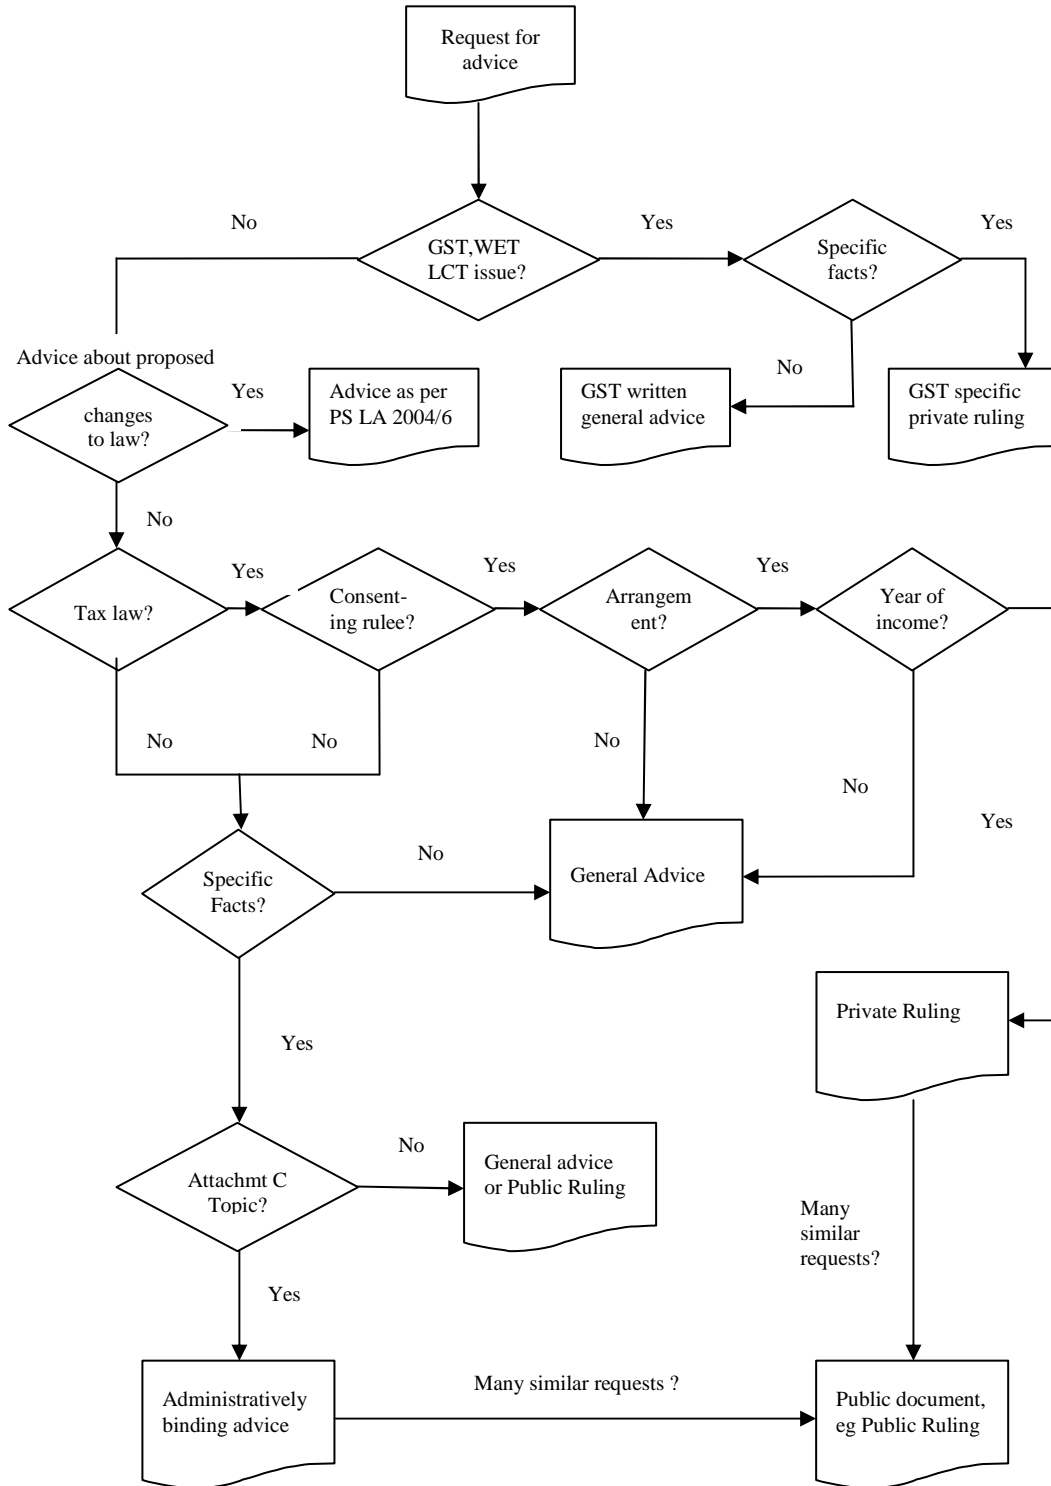 Request for
advice
No
GST,WET
LCT issue?
Yes
Specific
facts?
Yes
Advice about proposed
changes
to law?
Yes
Advice as per
PS LA 2004/6
No
GST written
general advice
GST specific
private ruling
No
Tax law?
Yes
Consent-
ing rulee?
Yes
Arrangem
ent?
Yes
Year of
income?
No
No
No
No
Yes
Specific
Facts?
No
General Advice
Private Ruling
Yes
Attachmt C
Topic?
No
General advice
or Public Ruling
Many
similar
requests?
Yes
Administratively
binding advice
Many similar requests ?
Public document,
eg Public Ruling